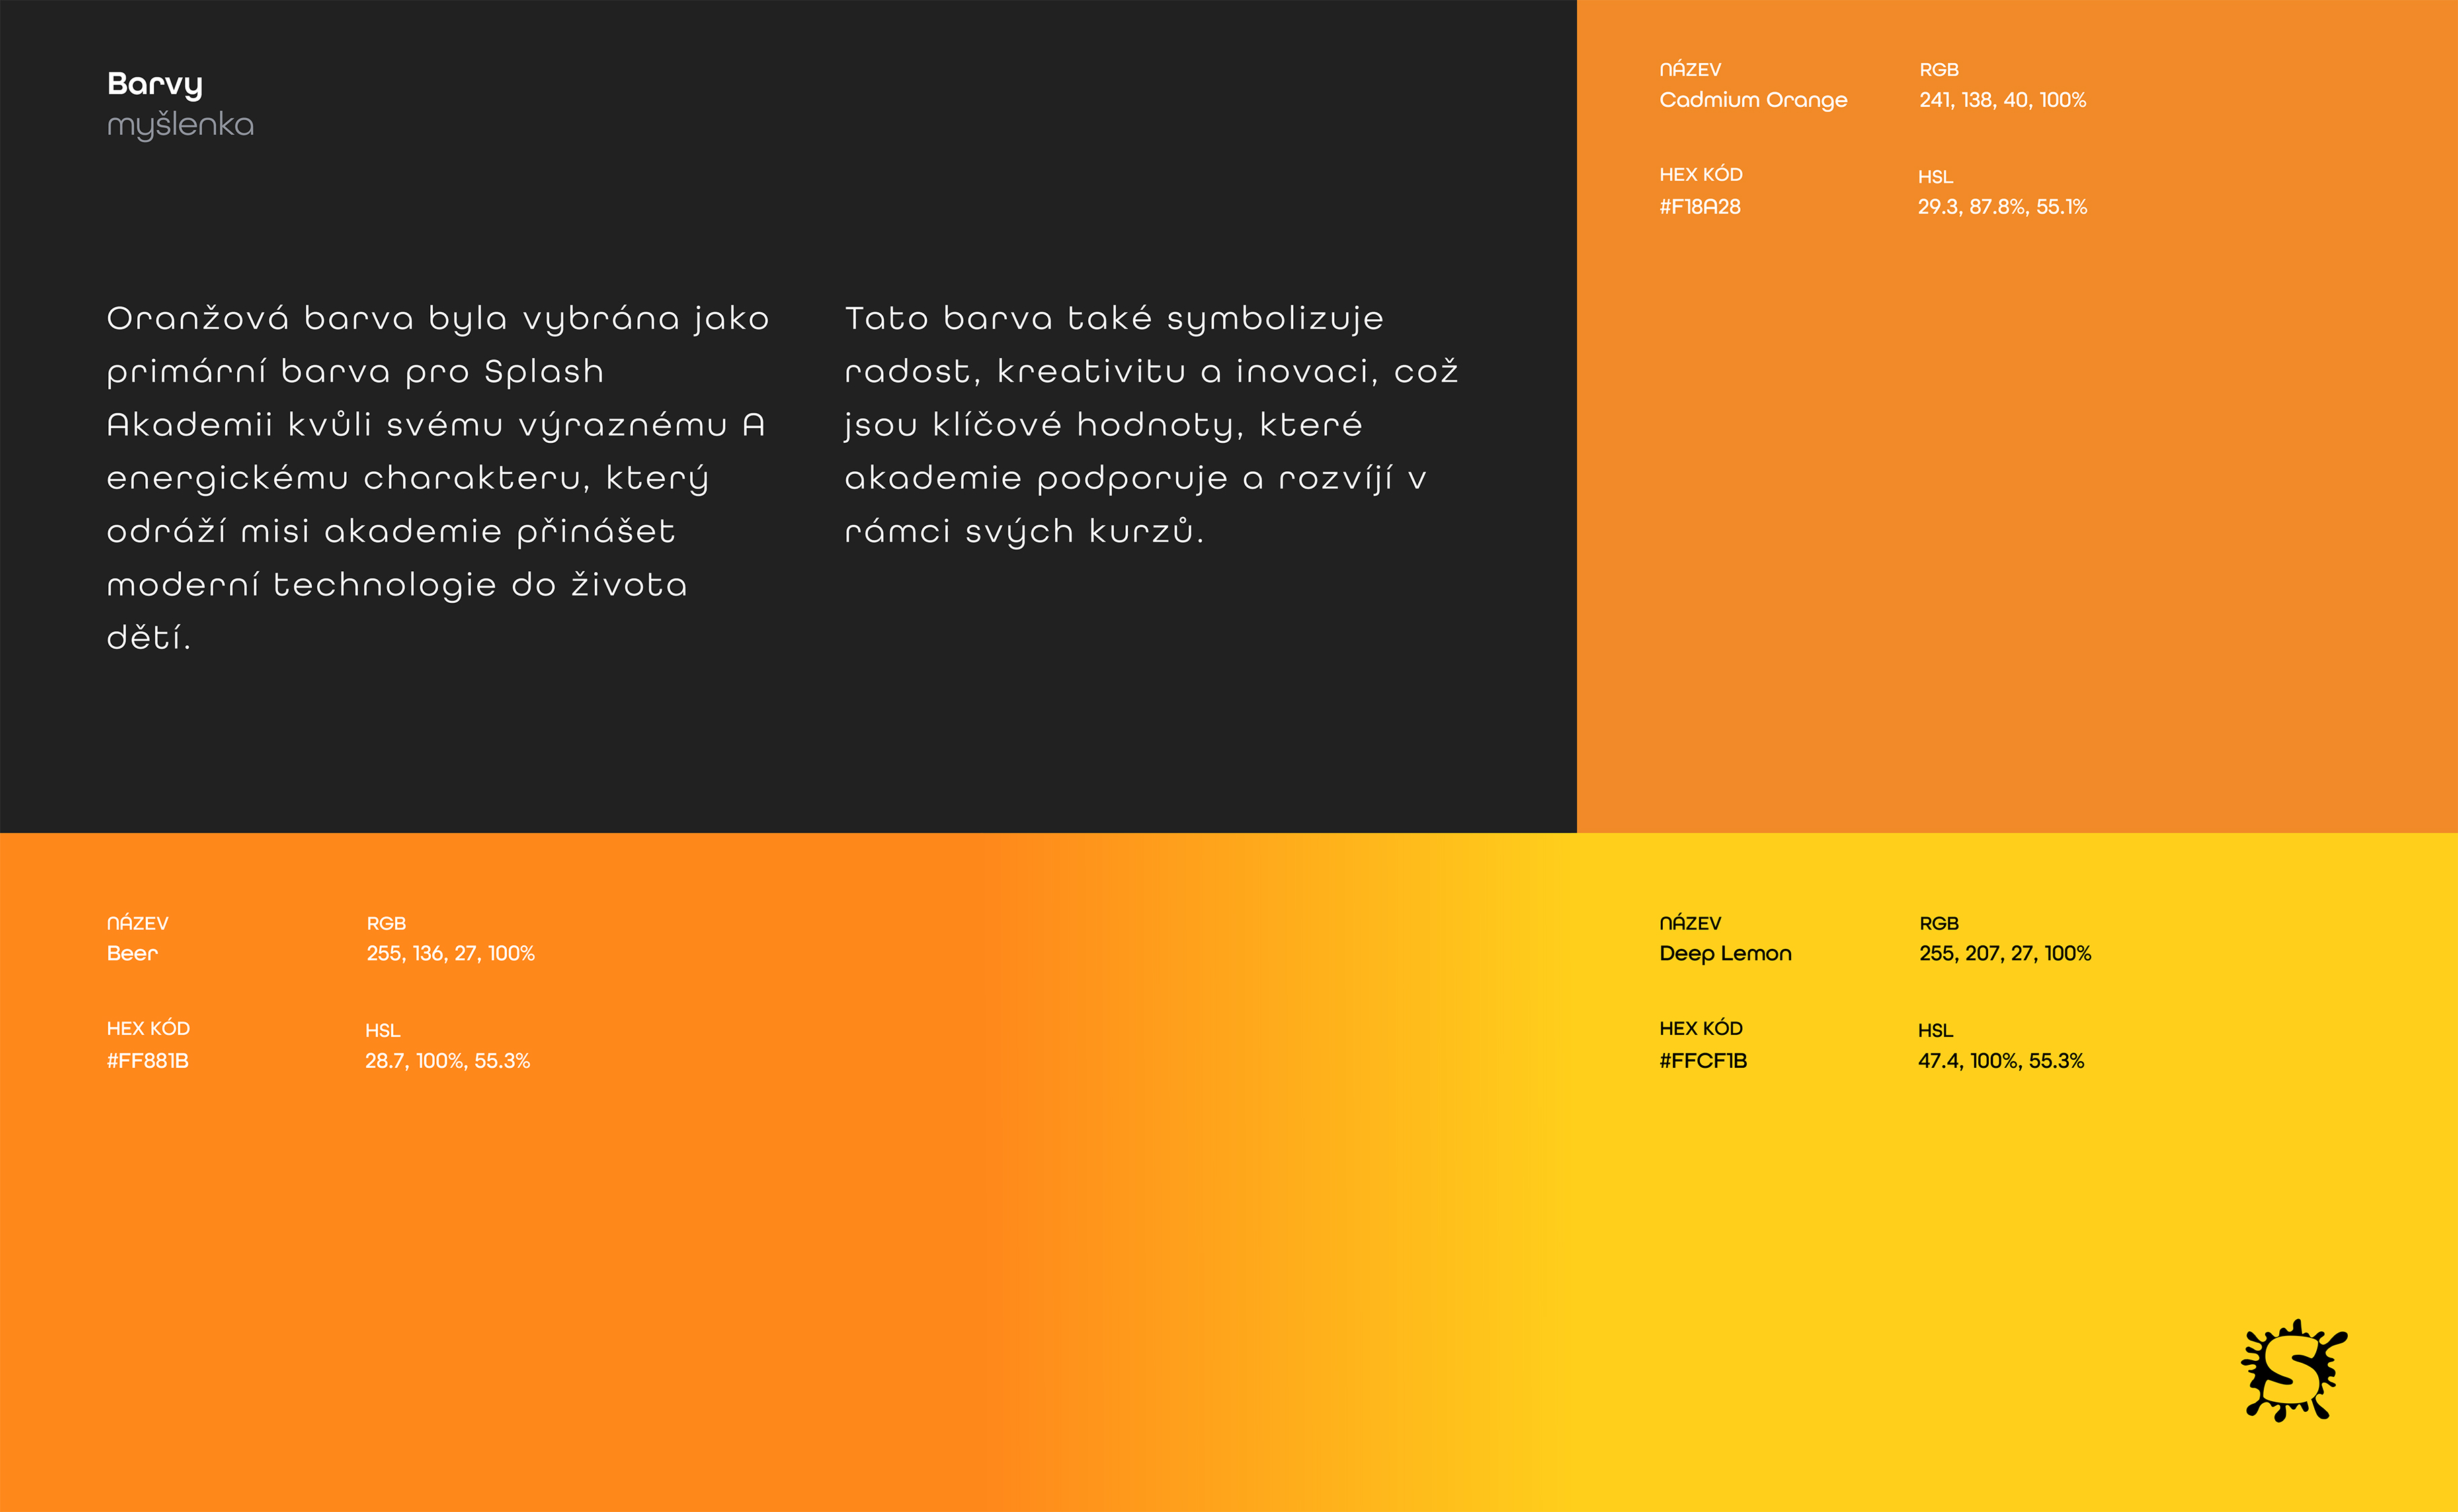 Barvy
myšlenka
Oranžová barva byla vybrána jako
primární barva pro Splash
Akademii kvůli svému výraznému A
energickému charakteru, který
odráží misi akademie přinášet
moderní technologie do života
dětí.
Tato barva také symbolizuje
radost, kreativitu a inovaci, což
jsou klíčové hodnoty, které
akademie podporuje a rozvíjí v
rámci svých kurzů.
NÁZEV
Cadmium Orange
RGB
241, 138, 40, 100%
HEX KÓD
#F18A28
HSL
29.3, 87.8%, 55.1%
NÁZEV
Beer
RGB
255, 136, 27, 100%
HEX KÓD
#FF881B
HSL
28.7, 100%, 55.3%
NÁZEV
Deep Lemon
RGB
255, 207, 27, 100%
HEX KÓD
#FFCF1B
HSL
47.4, 100%, 55.3%
S